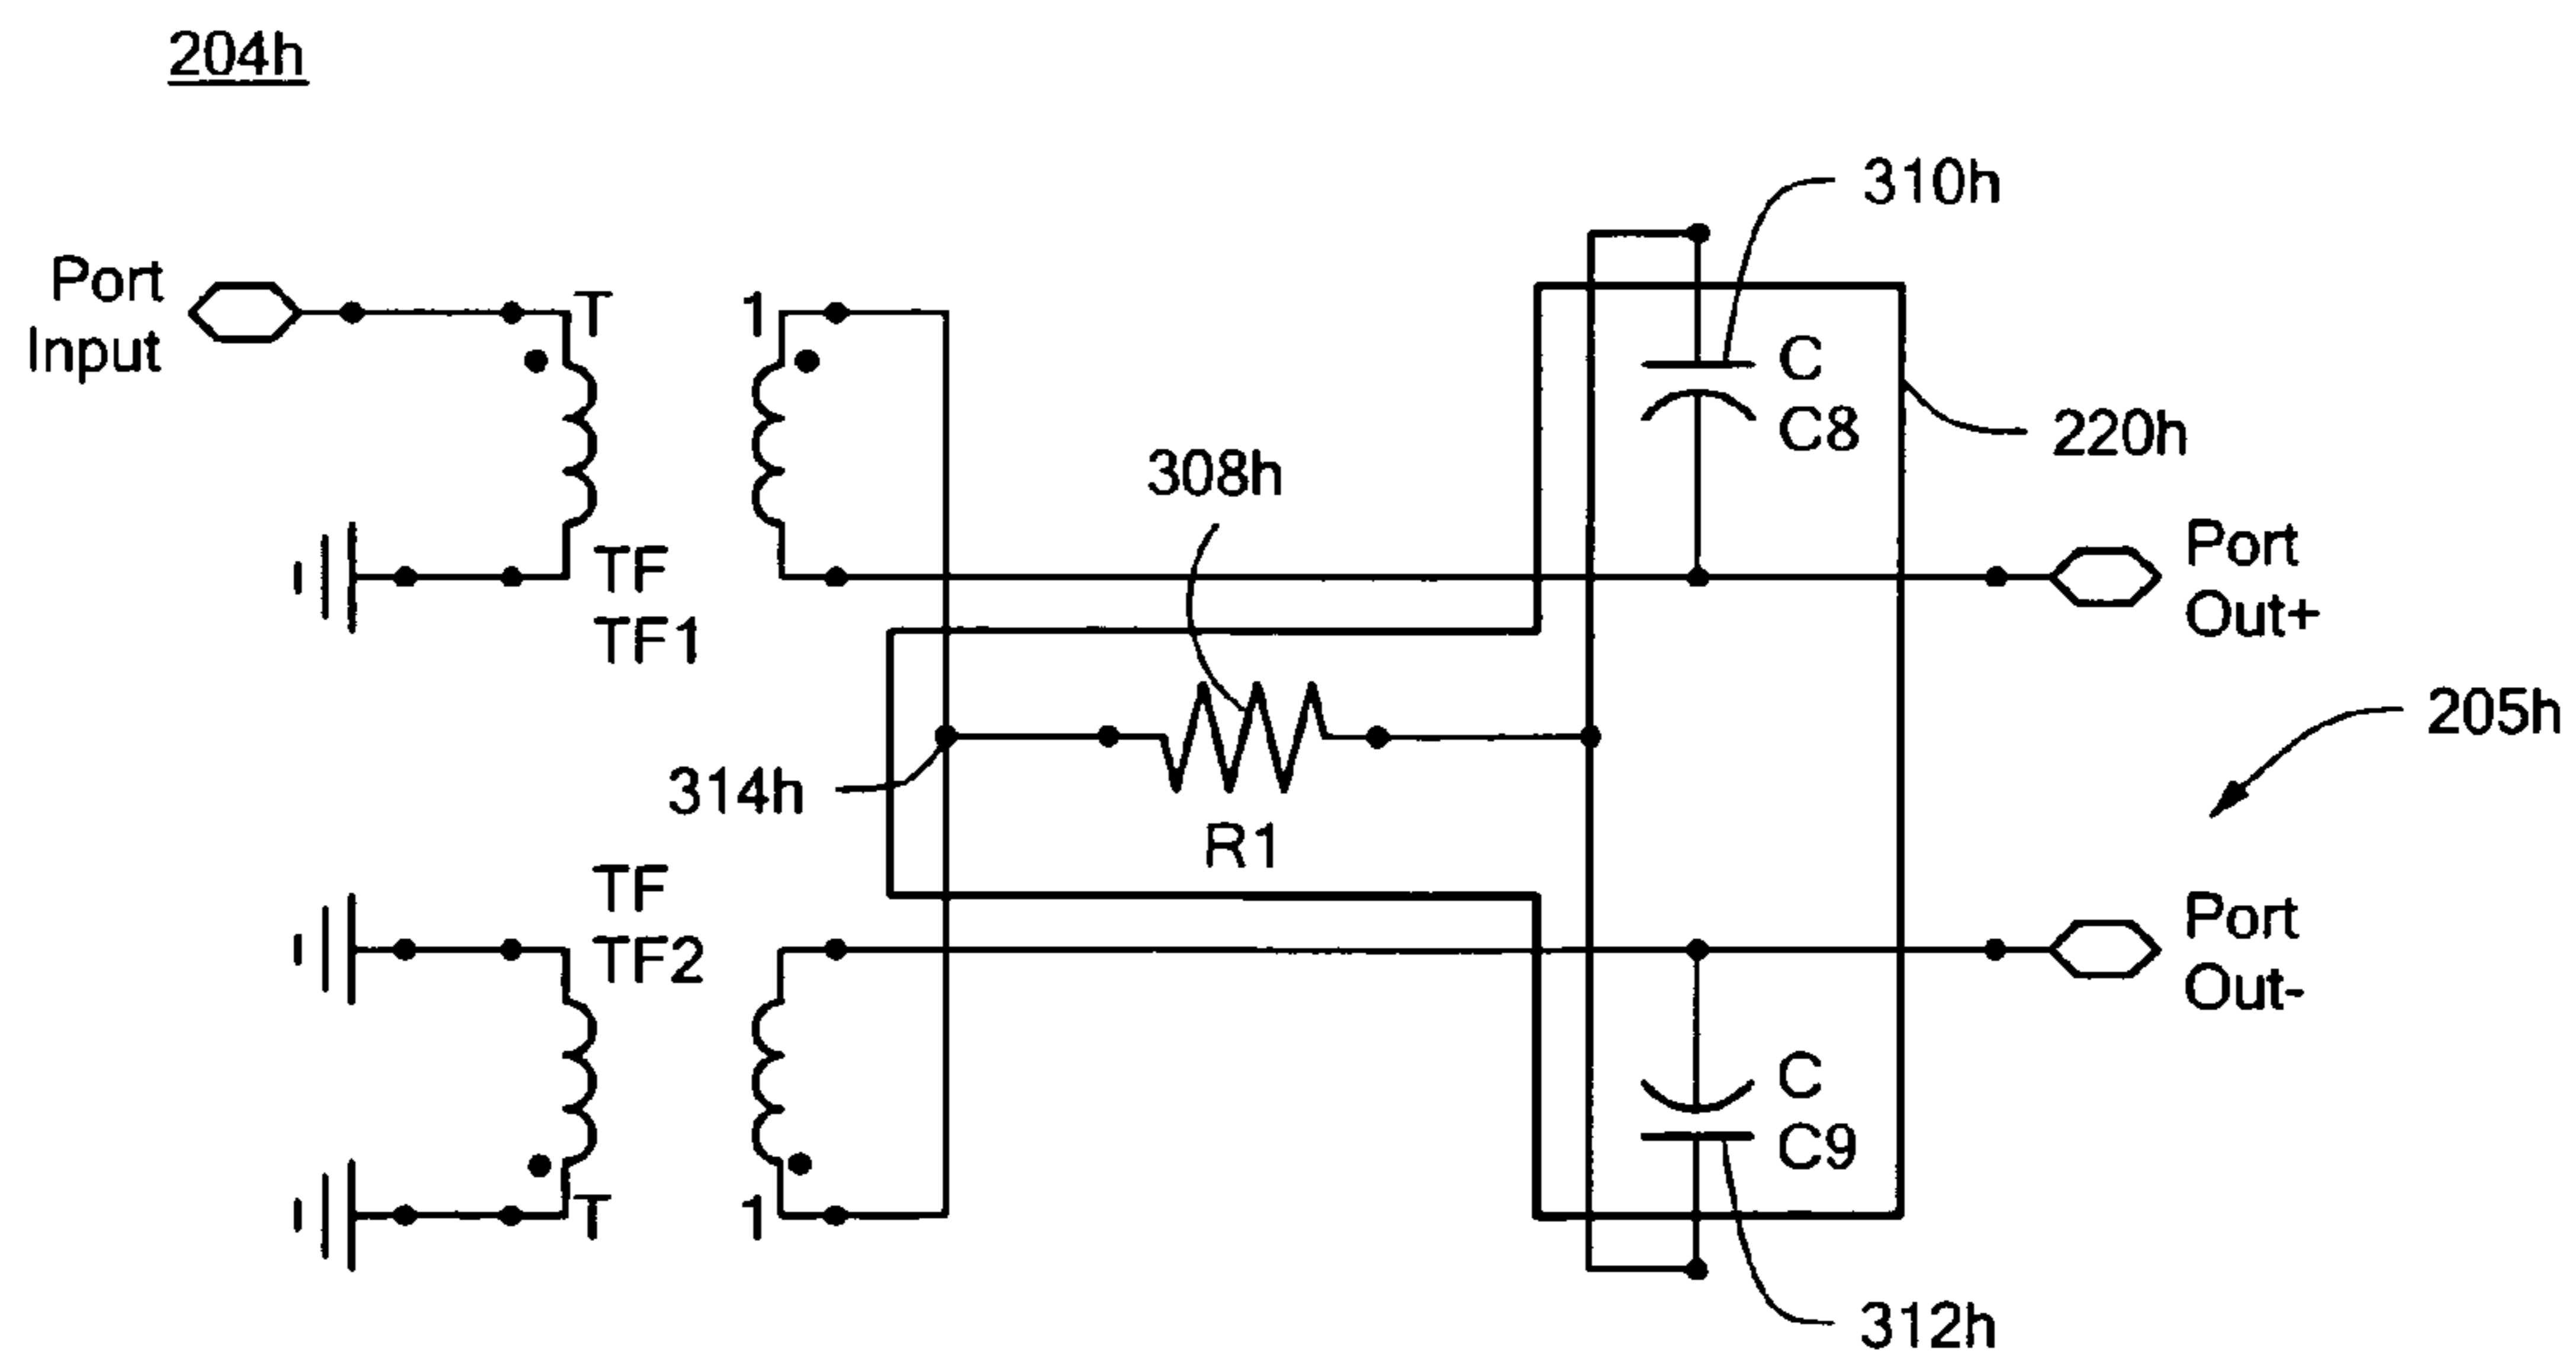 204h
310h
Port
Input
T
1
C
C8
220h
308h
TF
TF1
Port
Out+
205h
314h
R1
TF
TF2
Port
Out-
C
C9
T
1
312h